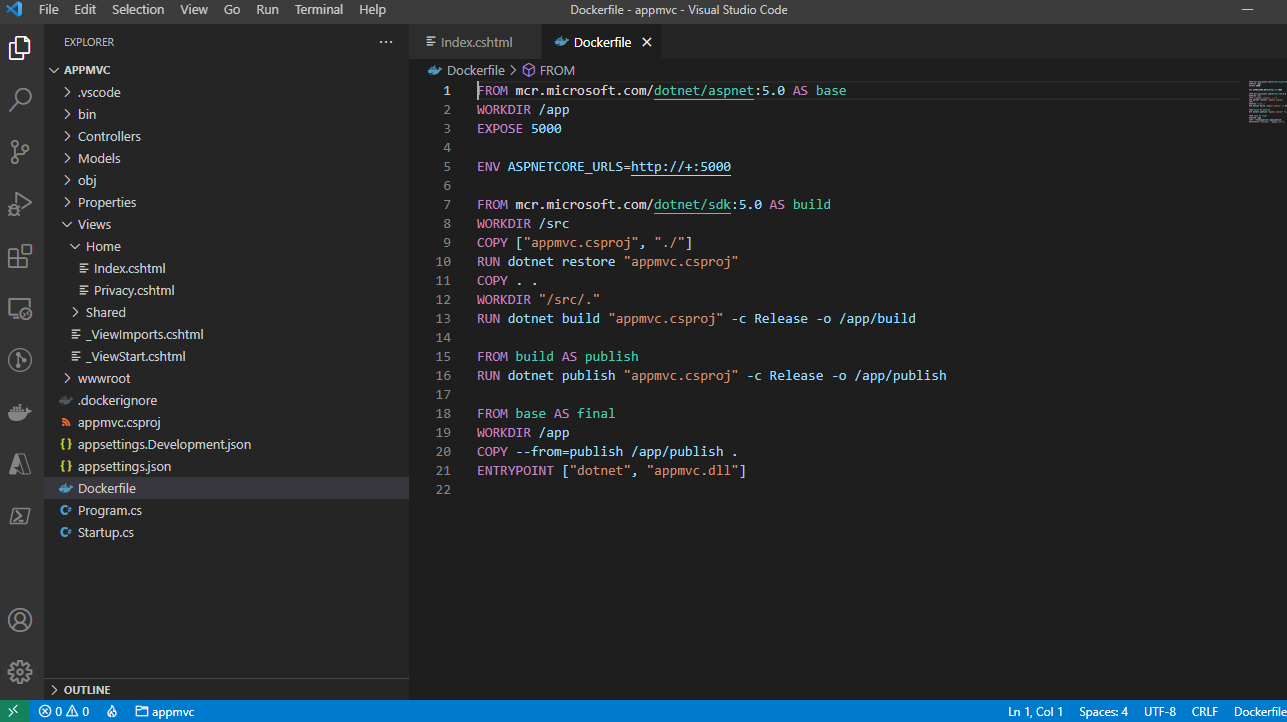 File Edit Selection View Go Run Terminal Help Dockerfile - appmvc - Visual Studio Code
EXPLORER
APPMVC
.vscode
bin
Controllers
Models
obj
Properties
Views
Home
Index.cshtml
Privacy.cshtml
Shared
_ViewImports.cshtml
_ViewStart.cshtml
wwwroot
.dockerignore
appmvc.csproj
appsettings.Development.json
appsettings.json
Dockerfile
Program.cs
Startup.cs
OUTLINE
Index.cshtml Dockerfile
Dockerfile > FROM
1 FROM mcr.microsoft.com/dotnet/aspnet:5.0 AS base
2 WORKDIR /app
3 EXPOSE 5000
4
5 ENV ASPNETCORE_URLS=http://+:5000
6
7 FROM mcr.microsoft.com/dotnet/sdk:5.0 AS build
8 WORKDIR /src
9 COPY ["appmvc.csproj", "./"]
10 RUN dotnet restore "appmvc.csproj"
11 COPY . .
12 WORKDIR "/src/."
13 RUN dotnet build "appmvc.csproj" -c Release -o /app/build
14
15 FROM build AS publish
16 RUN dotnet publish "appmvc.csproj" -c Release -o /app/publish
17
18 FROM base AS final
19 WORKDIR /app
20 COPY --from=publish /app/publish .
21 ENTRYPOINT ["dotnet", "appmvc.dll"]
22
0 0 appmvc Ln 1, Col 1 Spaces: 4 UTF-8 CRLF Dockerfile